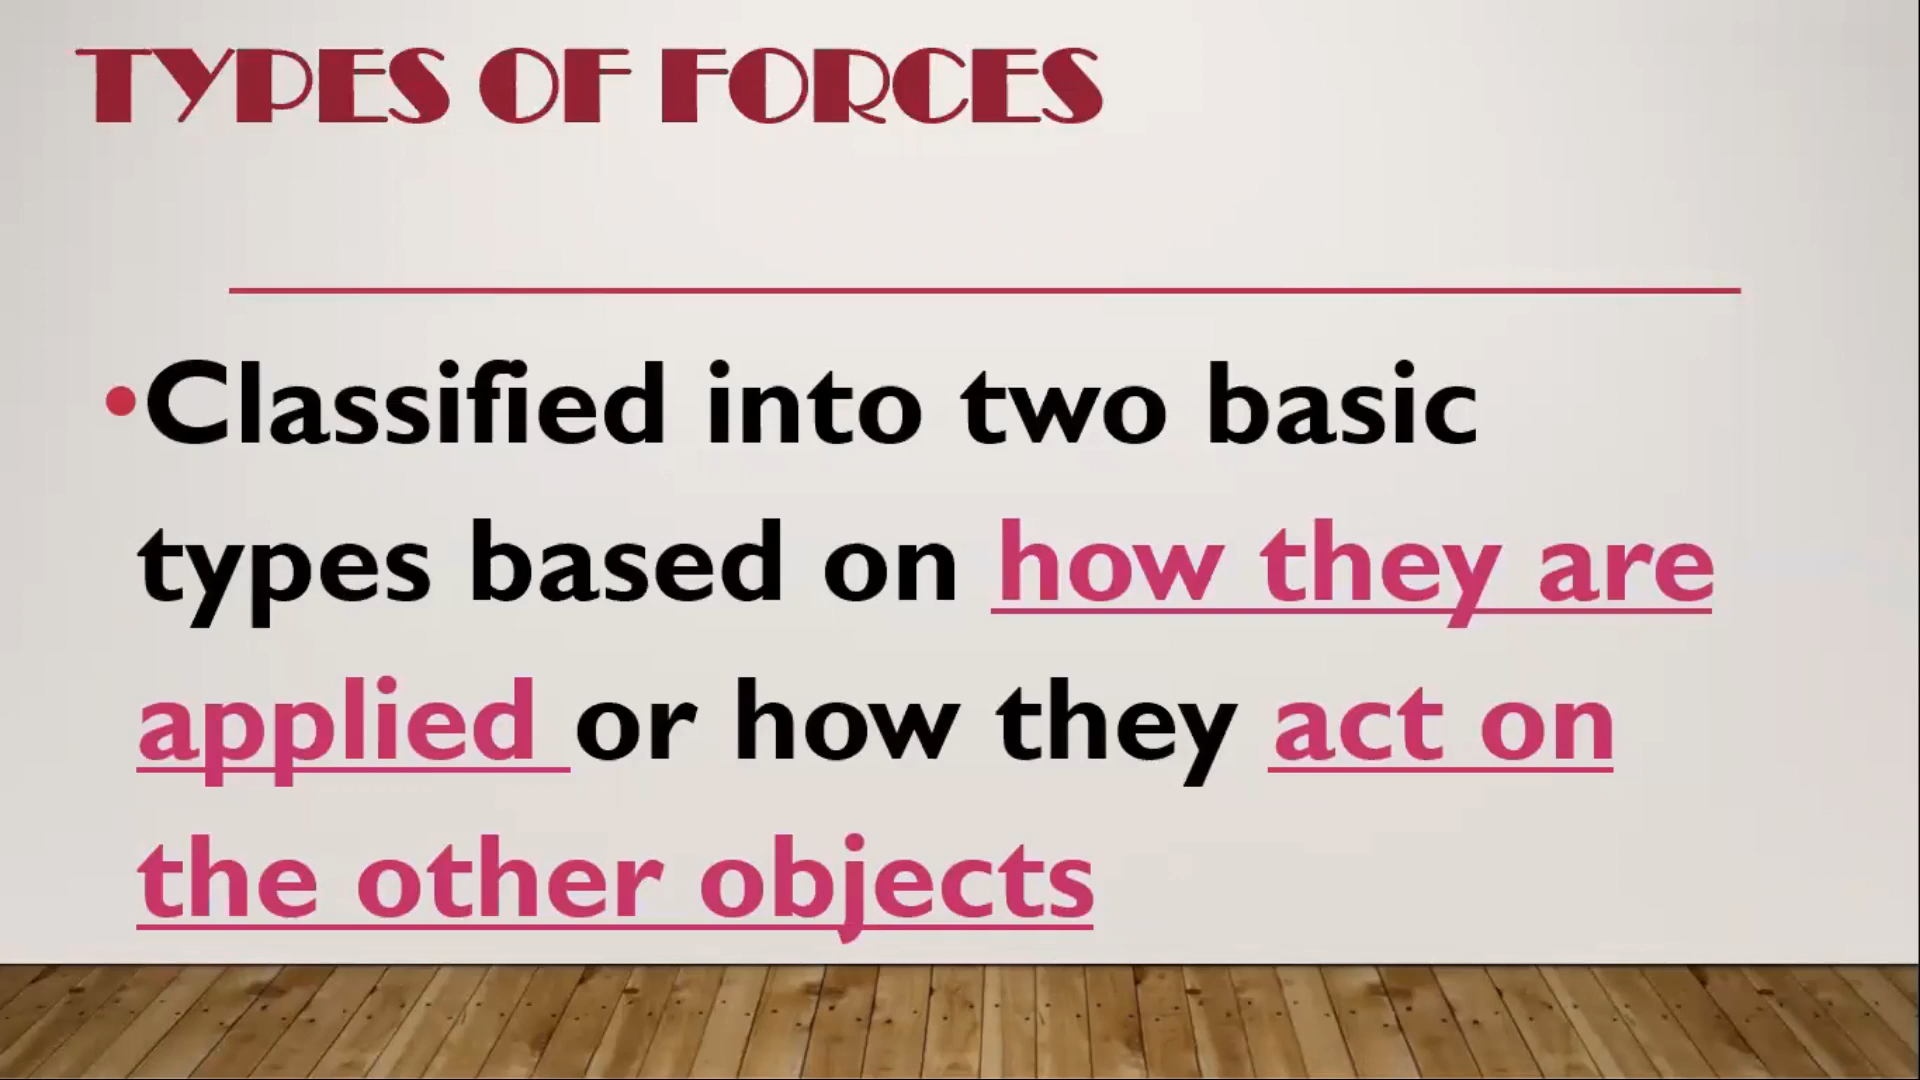 TYPES OF FORCES
•Classified into two basic
types based on how they are
applied or how they act on
the other objects